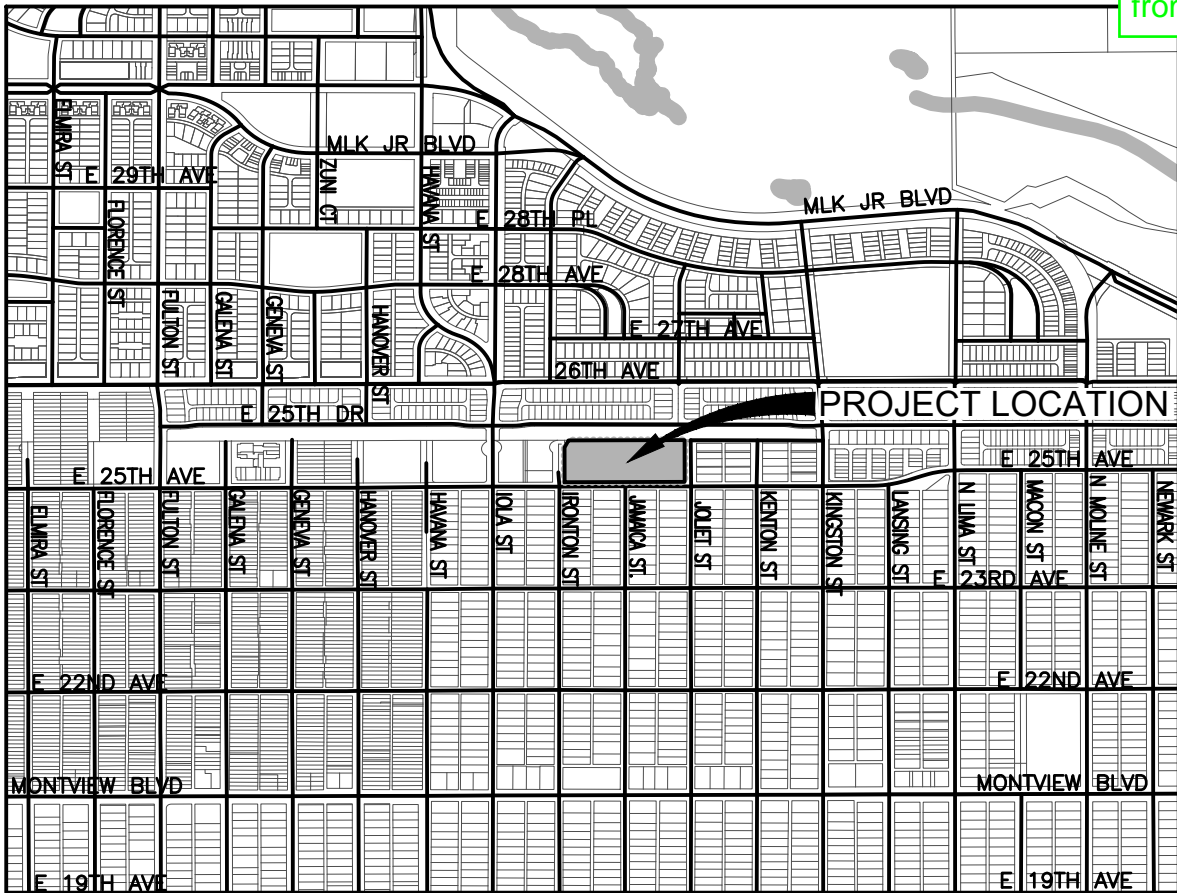 from
ELMIRA ST
MLK JR BLVD
E 29TH AVE
ZUNI CT
HAVANA ST
MLK JR BLVD
FLORENCE ST
E 28TH PL
E 28TH AVE
FULTON ST
GALENA ST
GENEVA ST
HANOVER ST
E 27TH AVE
26TH AVE
E 25TH DR
PROJECT LOCATION
E 25TH AVE
E 25TH AVE
ELMIRA ST
FLORENCE ST
FULTON ST
GALENA ST
GENEVA ST
HANOVER ST
HAVANA ST
IOLA ST
IRONTON ST
JAMAICA ST.
JOLIET ST
KENTON ST
KINGSTON ST
LANSING ST
N LIMA ST
MACON ST
N MOLINE ST
NEWARK ST
E 23RD AVE
E 22ND AVE
E 22ND AVE
MONTVIEW BLVD
MONTVIEW BLVD
E 19TH AVE
E 19TH AVE